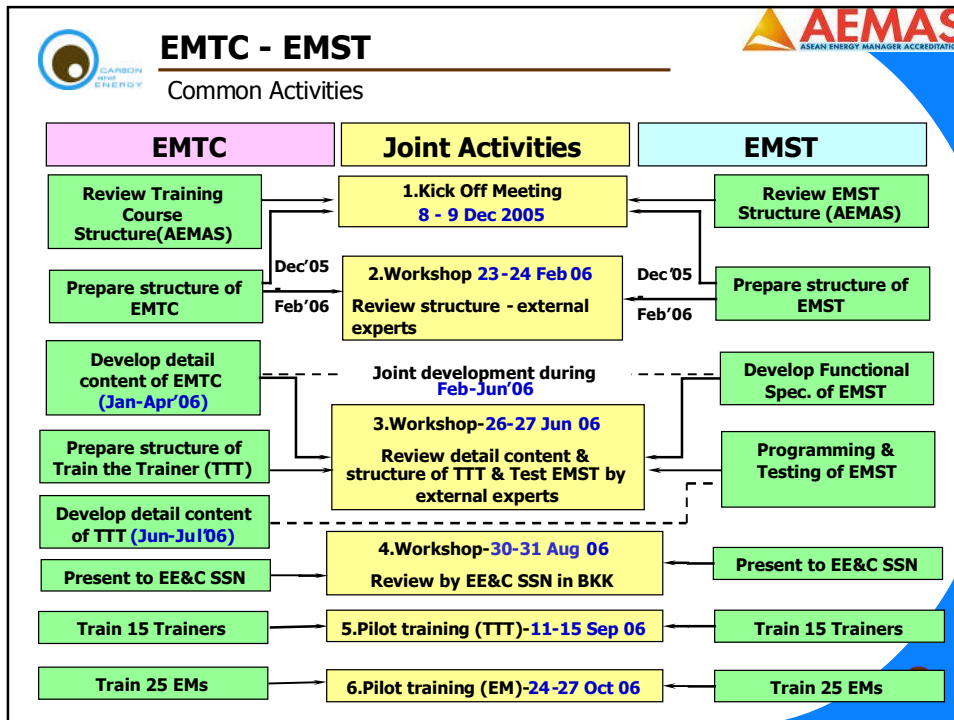 CARBON
and
ENERGY
EMTC - EMST
Common Activities
AEMAS
ASEAN ENERGY MANAGER ACCREDITATIO
EMTC
Joint Activities
EMST
Review Training
Course
Structure(AEMAS)
1.Kick Off Meeting
8 - 9 Dec 2005
Review EMST
Structure (AEMAS)
Prepare structure of
EMTC
Dec'05
-
Feb'06
2.Workshop 23-24 Feb 06
Review structure - external
experts
Dec'05
-
Feb'06
Prepare structure of
EMST
Develop detail
content of EMTC
(Jan-Apr'06)
Joint development during
Feb-Jun'06
Develop Functional
Spec. of EMST
Prepare structure of
Train the Trainer (TTT)
3.Workshop-26-27 Jun 06
Review detail content &
structure of TTT & Test EMST by
external experts
Programming &
Testing of EMST
Develop detail content
of TTT (Jun-Jul'06)
Present to EE&C SSN
4.Workshop-30-31 Aug 06
Review by EE&C SSN in BKK
Present to EE&C SSN
Train 15 Trainers
5.Pilot training (TTT)-11-15 Sep 06
Train 15 Trainers
Train 25 EMs
6.Pilot training (EM)-24-27 Oct 06
Train 25 EMs